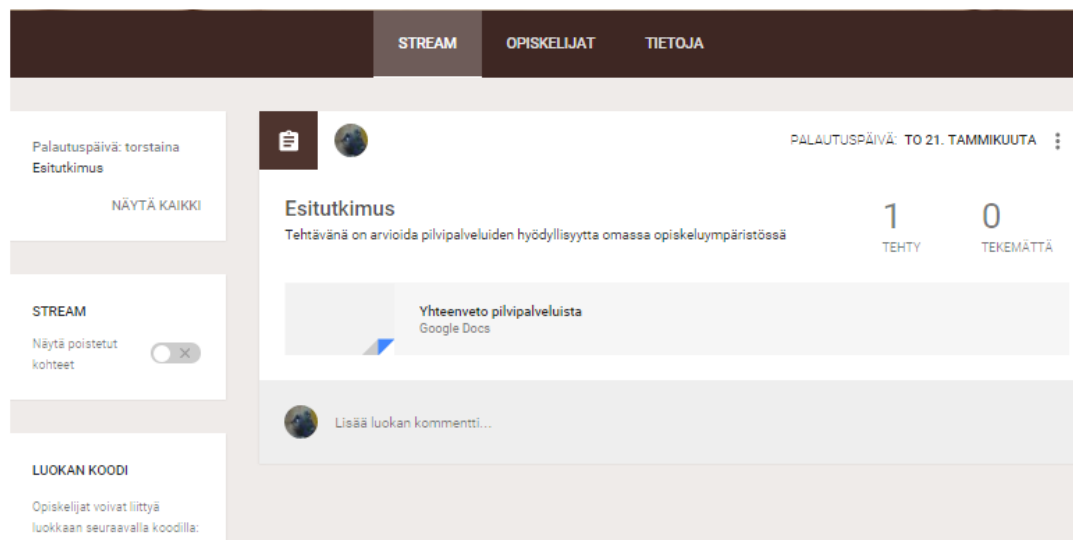 STREAM OPISKELIJAT TIETOJA
Palautuspäivä: torstaina
Esitutkimus
NÄYTÄ KAIKKI
STREAM
Näytä poistetut
kohteet
LUOKAN KOODI
Opiskelijat voivat liittyä
luokkaan seuraavalla koodilla:
PALAUTUSPÄIVÄ: TO 21. TAMMIKUUTA
Esitutkimus
Tehtävänä on arvioida pilvipalveluiden hyödyllisyytta omassa opiskeluympäristössä
1 0
TEHTY TEKEMÄTTÄ
Yhteenveto pilvipalveluista
Google Docs
Lisää luokan kommentti...